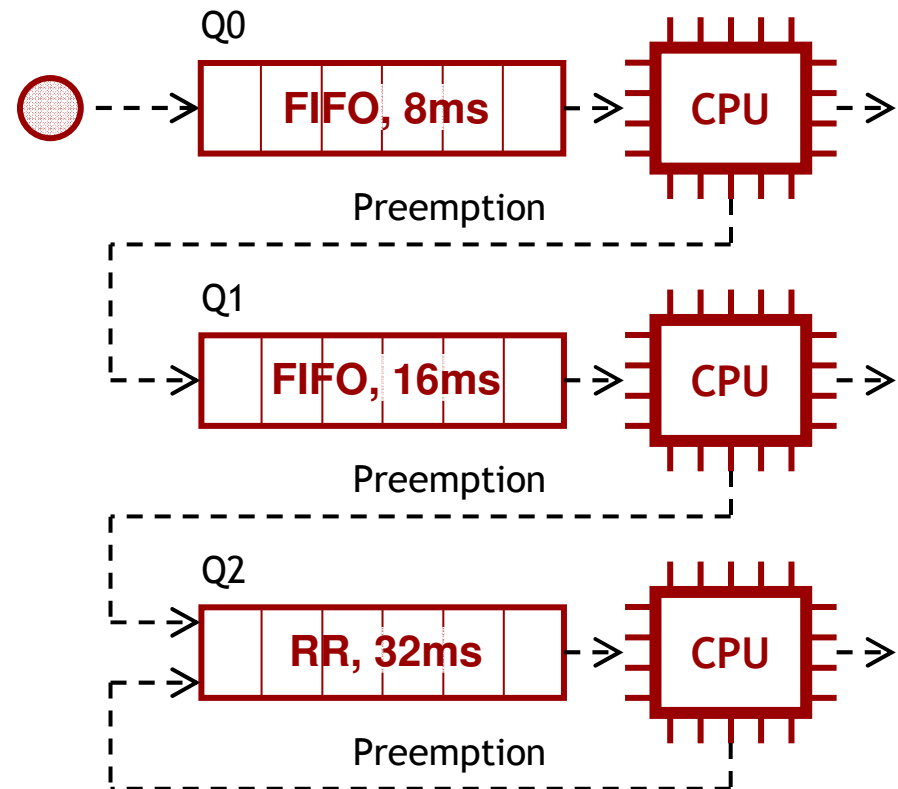 Q0
FIFO, 8ms
CPU
Preemption
Q1
FIFO, 16ms
CPU
Preemption
Q2
RR, 32ms
CPU
Preemption